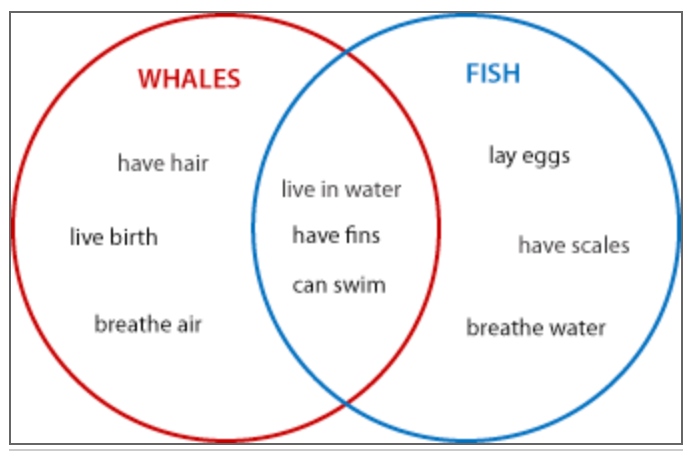 WHALES
have hair
live birth
breathe air
live in water
have fins
can swim
FISH
lay eggs
have scales
breathe water